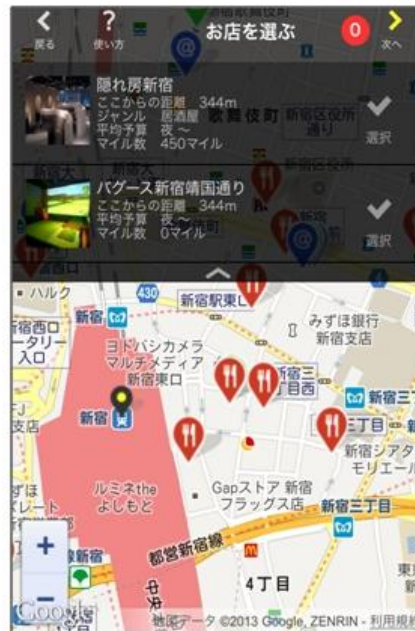 戻る
?
使い方
お店を選ぶ
0
次へ
隠れ房新宿
ここからの距離 344m
ジャンル 居酒屋
平均予算 夜 ～
マイル数 450マイル
選択
歌舞伎町
新宿区役所
通り
新宿区役所
バグース新宿靖国通り
ここからの距離 344m
平均予算 夜 ～
マイル数 0マイル
選択
ハルク
430
新宿駅東口
新宿
みずほ銀行
新宿支店
新宿西口
ータリー
入口
ヨドバシカメラ
マルチメディア
新宿東口
新宿三
丁目西
新宿三丁
三丁目
新宿
支店
ルミネthe
よしもと
Gapストア 新宿
フラッグス店
新宿シアタ
モリエール
新宿三丁目
都営新宿線
4丁目
中央
+
−
Google
地図データ ©2013 Google, ZENRIN - 利用規